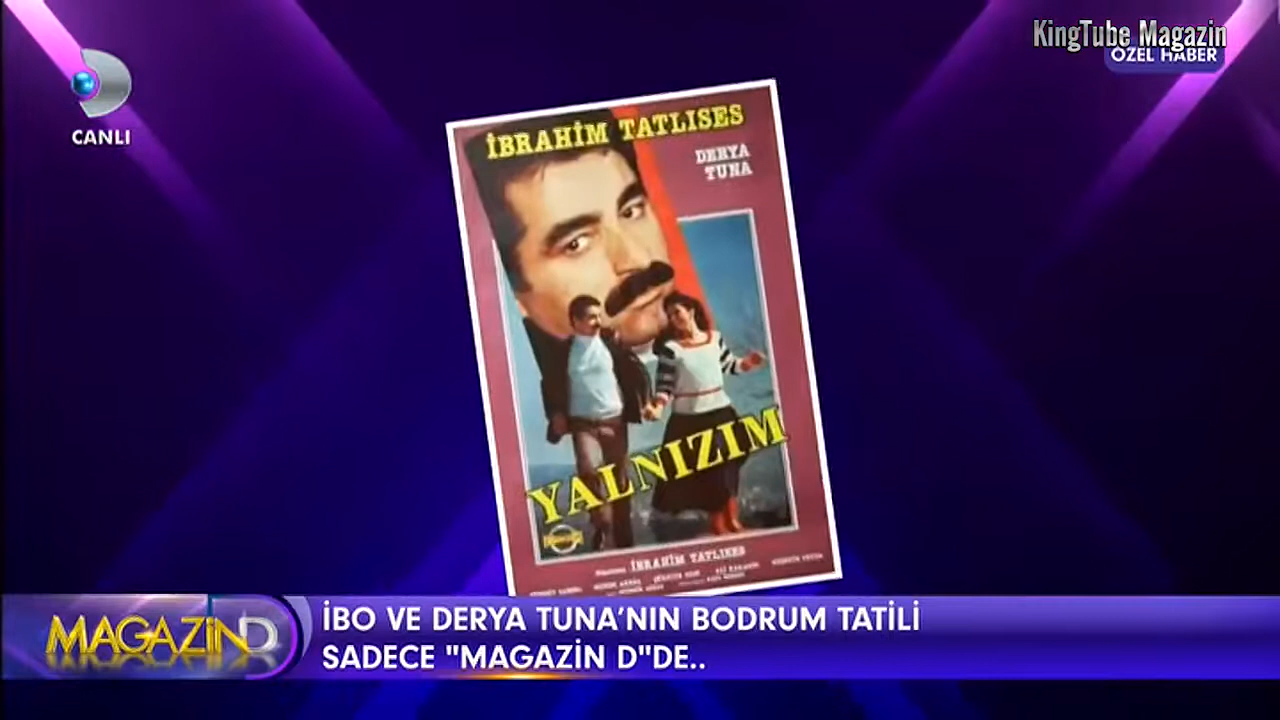 KingTube Magazin
ÖZEL HABER
CANLI
İBRAHİM TATLISES
DERYA
TUNA
YALNIZIM
İBRAHİM TATLISES
MAGAZİN D
İBO VE DERYA TUNA'NIN BODRUM TATİLİ
SADECE "MAGAZİN D"DE..